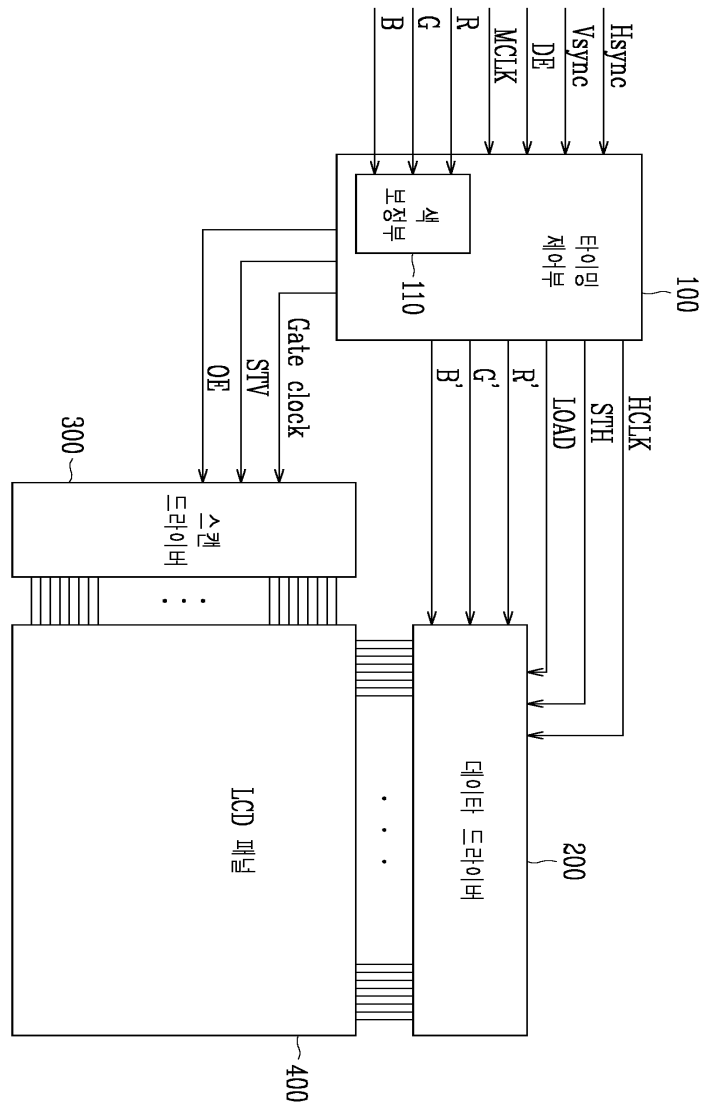 Hsync
Vsync
DE
MCLK
R
G
B
타이밍
제어부
100
색
보정부
110
HCLK
STH
LOAD
R'
G'
B'
Gate clock
STV
OE
데이타 드라이버
200
스캔
드라이버
300
LCD 패널
400